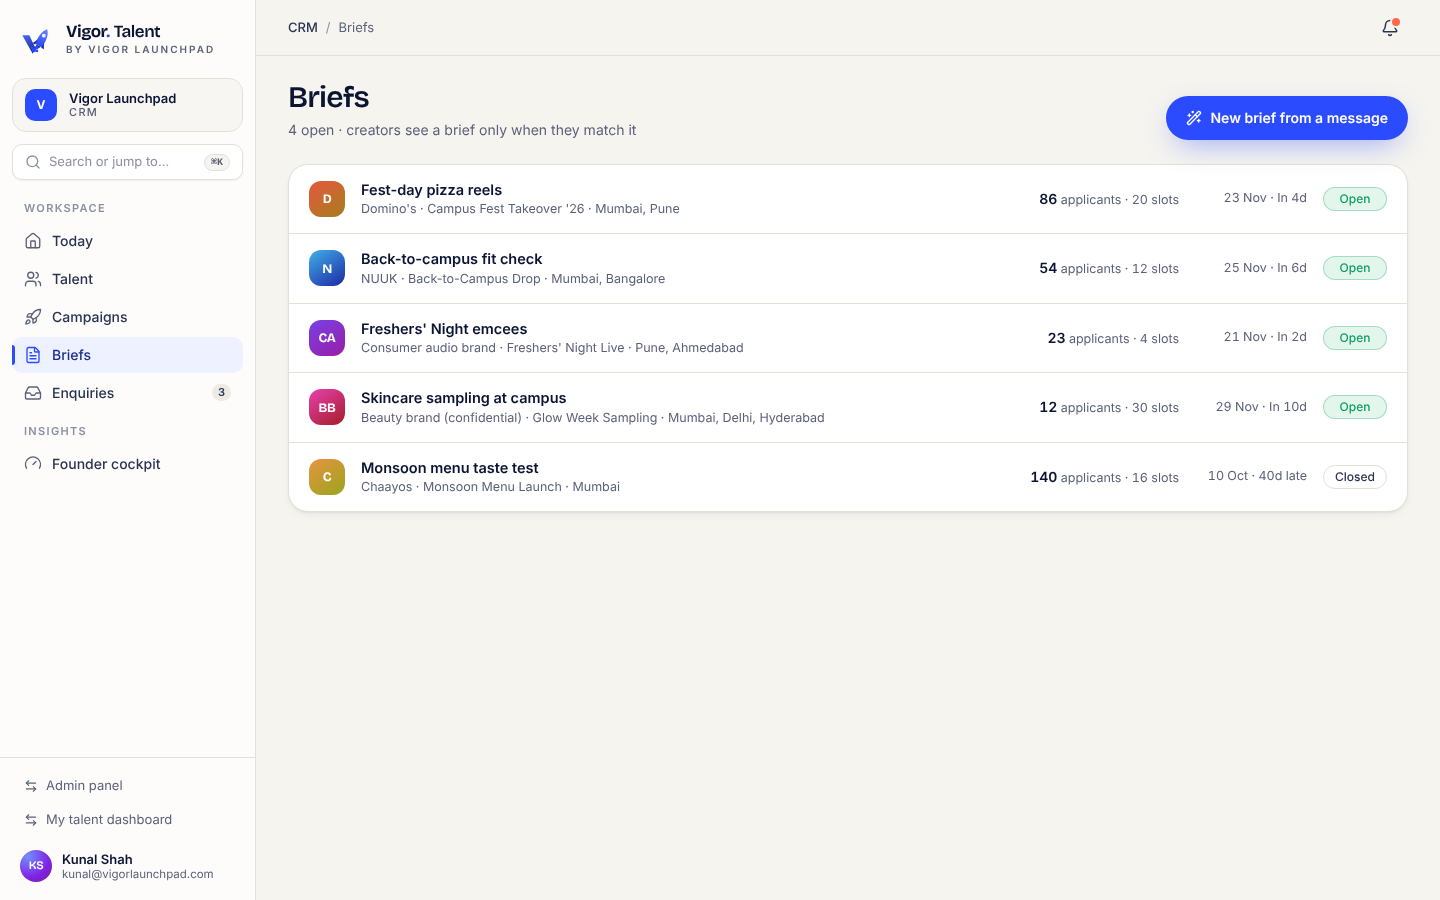 Vigor. Talent
BY VIGOR LAUNCHPAD
V
Vigor Launchpad
CRM
Search or jump to...
⌘K
WORKSPACE
Today
Talent
Campaigns
Briefs
Enquiries
3
INSIGHTS
Founder cockpit
Admin panel
My talent dashboard
KS
Kunal Shah
kunal@vigorlaunchpad.com
CRM / Briefs
Briefs
4 open · creators see a brief only when they match it
New brief from a message
D
Fest-day pizza reels
Domino's · Campus Fest Takeover '26 · Mumbai, Pune
86 applicants · 20 slots
23 Nov · In 4d
Open
N
Back-to-campus fit check
NUUK · Back-to-Campus Drop · Mumbai, Bangalore
54 applicants · 12 slots
25 Nov · In 6d
Open
CA
Freshers' Night emcees
Consumer audio brand · Freshers' Night Live · Pune, Ahmedabad
23 applicants · 4 slots
21 Nov · In 2d
Open
BB
Skincare sampling at campus
Beauty brand (confidential) · Glow Week Sampling · Mumbai, Delhi, Hyderabad
12 applicants · 30 slots
29 Nov · In 10d
Open
C
Monsoon menu taste test
Chaayos · Monsoon Menu Launch · Mumbai
140 applicants · 16 slots
10 Oct · 40d late
Closed